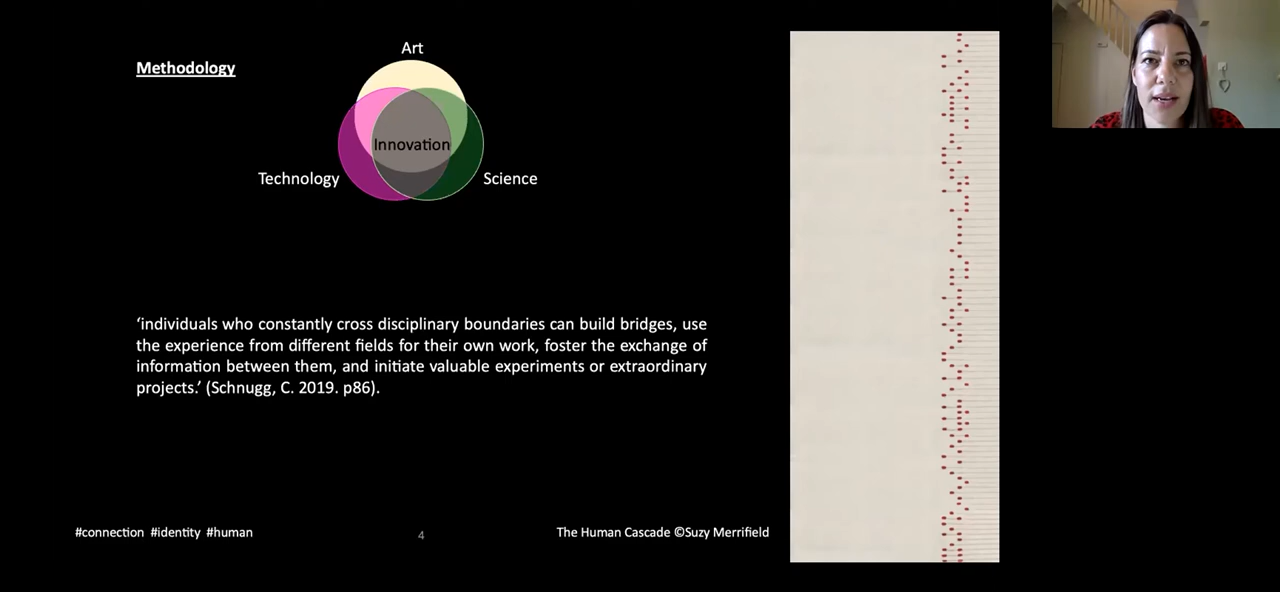 Methodology
Art
Innovation
Technology
Science
‘individuals who constantly cross disciplinary boundaries can build bridges, use
the experience from different fields for their own work, foster the exchange of
information between them, and initiate valuable experiments or extraordinary
projects.’ (Schnugg, C. 2019. p86).
#connection #identity #human
4
The Human Cascade ©Suzy Merrifield